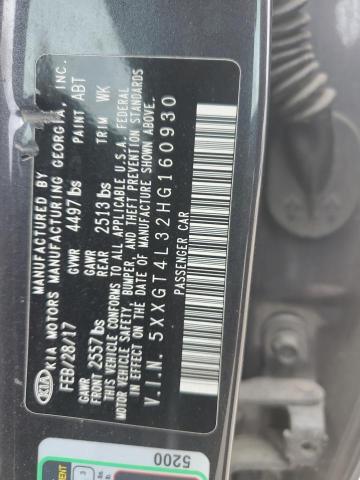 KIA
MANUFACTURED BY
KIA MOTORS MANUFACTURING GEORGIA, INC.
FEB/28/17 GVWR 4497 lbs PAINT ABT
GAWR FRONT 2557 lbs GAWR REAR 2513 lbs TRIM WK
THIS VEHICLE CONFORMS TO ALL APPLICABLE U.S.A. FEDERAL
MOTOR VEHICLE SAFETY, BUMPER, AND THEFT PREVENTION STANDARDS
IN EFFECT ON THE DATE OF MANUFACTURE SHOWN ABOVE.
V.I.N. 5XXGT4L32HG160930
PASSENGER CAR
5200